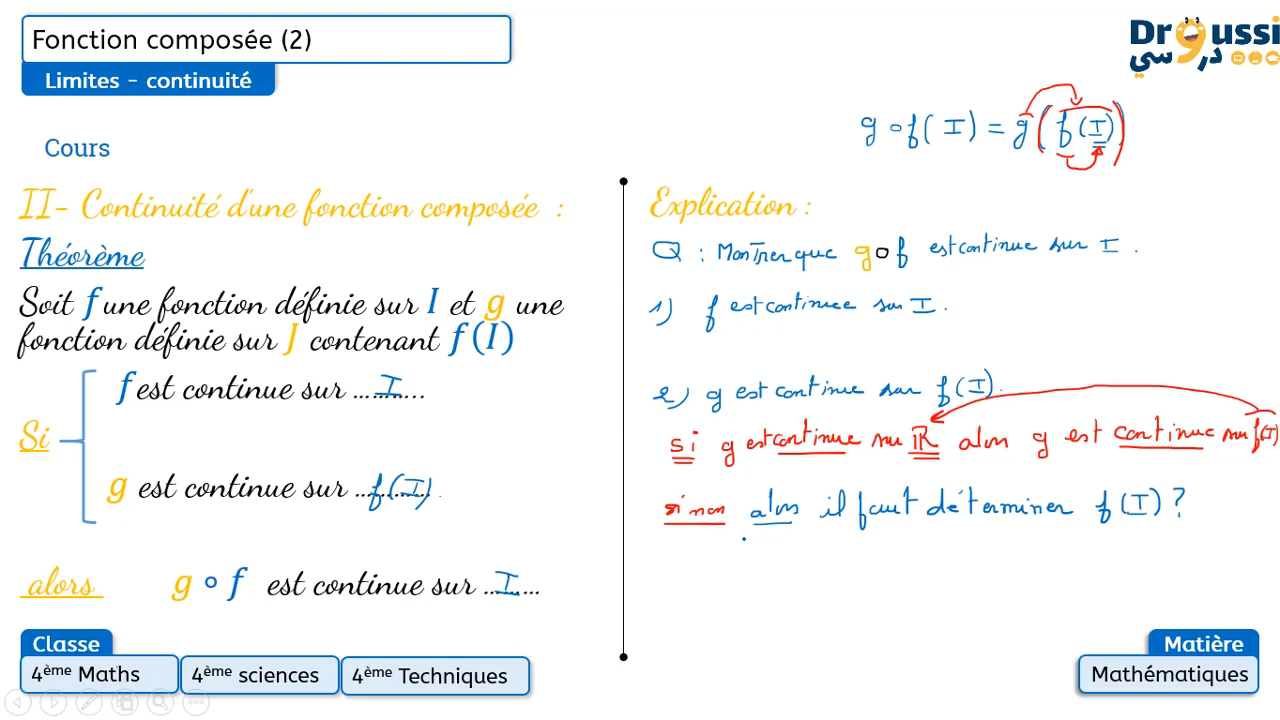 Fonction composée (2)
Limites - continuité
Droussi
درسي
g∘f(I) = g(f(I))
Cours
II- Continuité d'une fonction composée :
Théorème
Soit f une fonction définie sur I et g une
fonction définie sur J contenant f(I)
f est continue sur ...I...
Si
g est continue sur ...f(I)...
alors g ∘ f est continue sur ...I...
Explication :
Q : Montrer que g∘f est continue sur I .
1) f est continue sur I .
2) g est continue sur f(I).
si g est continue sur ℝ alors g est continue sur f(I)
si non alors il faut déterminer f(I) ?
Classe
4ème Maths
4ème sciences
4ème Techniques
Matière
Mathématiques